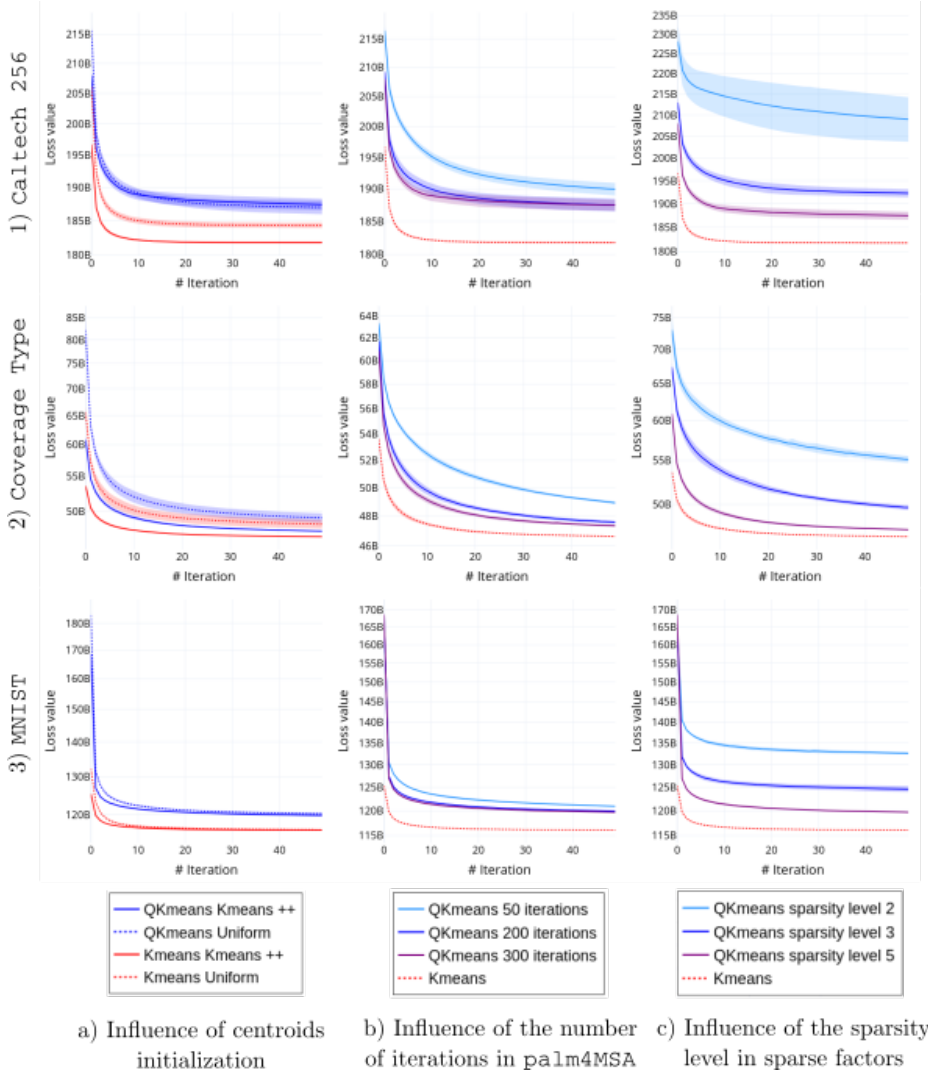 1) Caltech 256
215B
210B
205B
200B
195B
190B
185B
180B
Loss value
0 10 20 30 40
# Iteration
215B
210B
205B
200B
195B
190B
185B
180B
Loss value
0 10 20 30 40
# Iteration
235B
230B
225B
220B
215B
210B
205B
200B
195B
190B
185B
180B
Loss value
0 10 20 30 40
# Iteration
2) Coverage Type
85B
80B
75B
70B
65B
60B
55B
50B
Loss value
0 10 20 30 40
# Iteration
64B
62B
60B
58B
56B
54B
52B
50B
48B
46B
Loss value
0 10 20 30 40
# Iteration
75B
70B
65B
60B
55B
50B
Loss value
0 10 20 30 40
# Iteration
3) MNIST
180B
170B
160B
150B
140B
130B
120B
Loss value
0 10 20 30 40
# Iteration
170B
165B
160B
155B
150B
145B
140B
135B
130B
125B
120B
115B
Loss value
0 10 20 30 40
# Iteration
170B
165B
160B
155B
150B
145B
140B
135B
130B
125B
120B
115B
Loss value
0 10 20 30 40
# Iteration
QKmeans Kmeans ++
QKmeans Uniform
Kmeans Kmeans ++
Kmeans Uniform
QKmeans 50 iterations
QKmeans 200 iterations
QKmeans 300 iterations
Kmeans
QKmeans sparsity level 2
QKmeans sparsity level 3
QKmeans sparsity level 5
Kmeans
a) Influence of centroids
initialization
b) Influence of the number
of iterations in palm4MSA
c) Influence of the sparsity
level in sparse factors